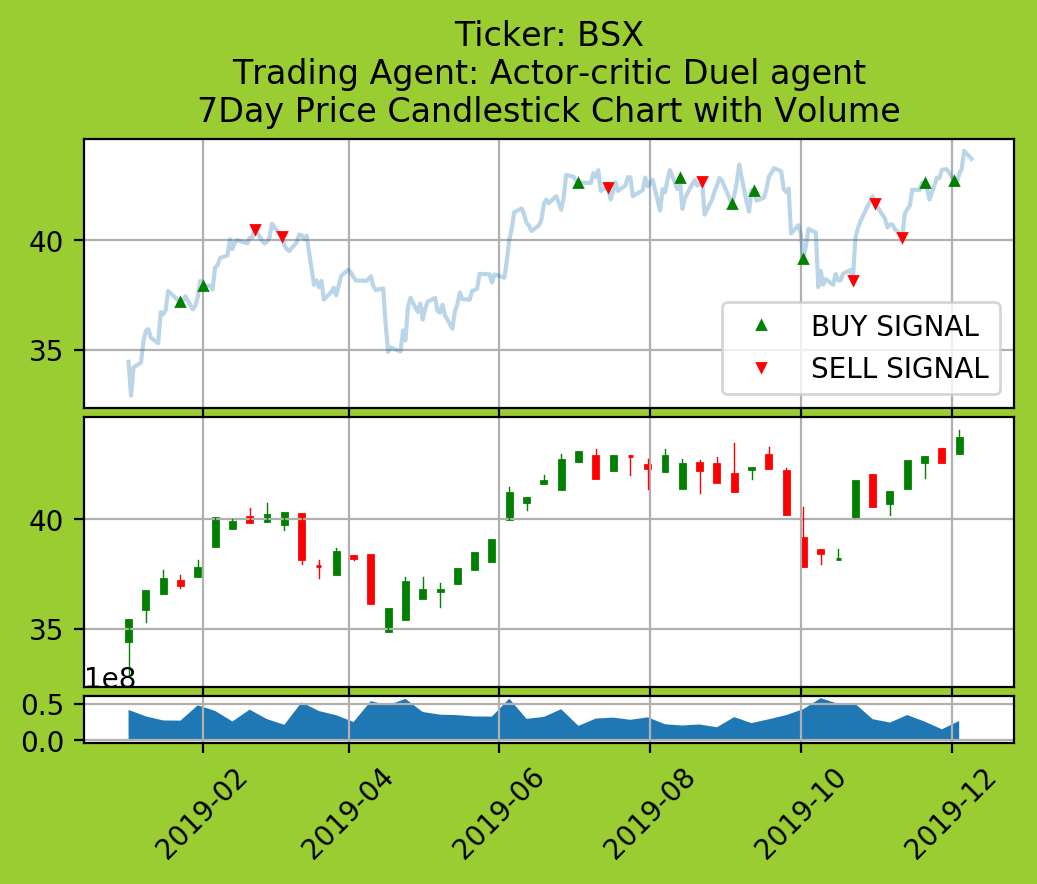 Ticker: BSX
Trading Agent: Actor-critic Duel agent
7Day Price Candlestick Chart with Volume
40
35
BUY SIGNAL
SELL SIGNAL
40
35
1e8
0.5
0.0
2019-02
2019-04
2019-06
2019-08
2019-10
2019-12